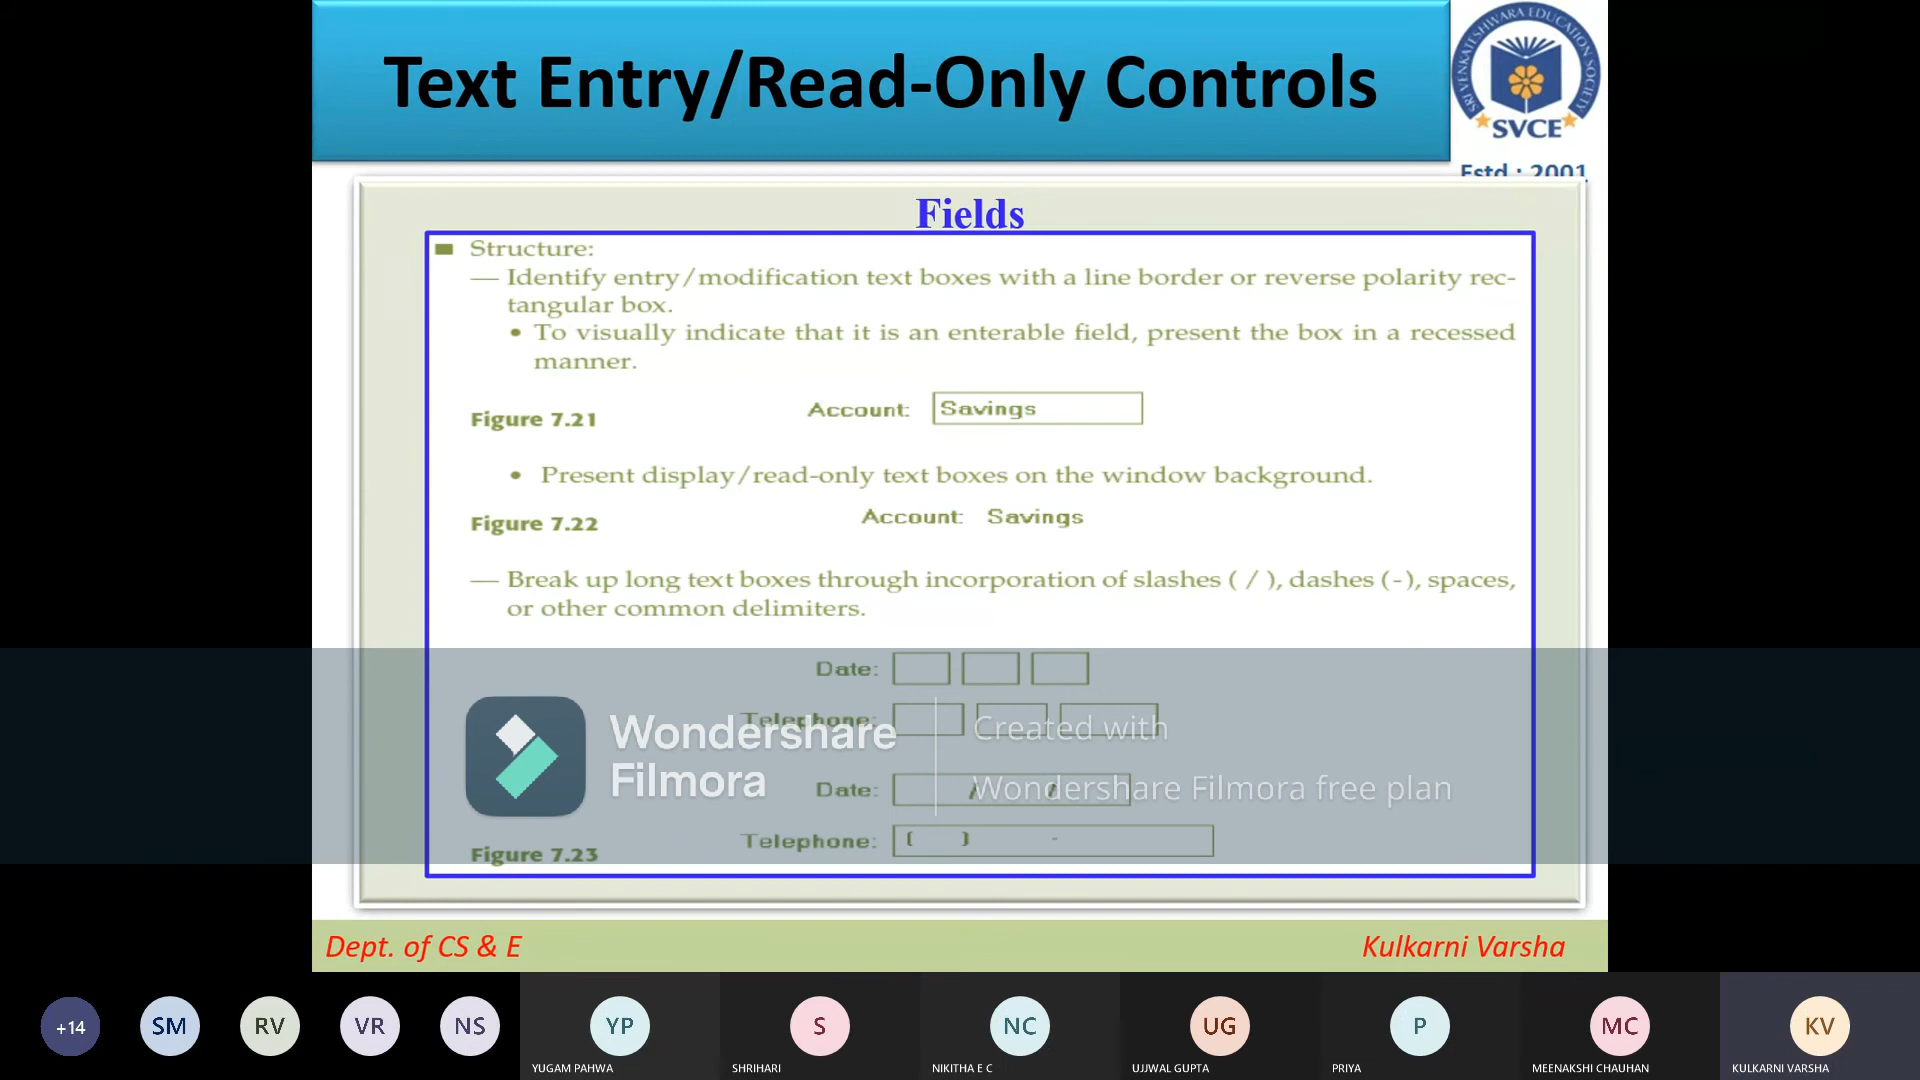 Text Entry/Read-Only Controls
SRI VENKATESHWARA EDUCATION SOCIETY
SVCE
Estd : 2001
Fields
Structure:
— Identify entry/modification text boxes with a line border or reverse polarity rec-
tangular box.
• To visually indicate that it is an enterable field, present the box in a recessed
manner.
Account: Savings
Figure 7.21
• Present display/read-only text boxes on the window background.
Account: Savings
Figure 7.22
— Break up long text boxes through incorporation of slashes ( / ), dashes (-), spaces,
or other common delimiters.
Date:
Telephone:
Wondershare
Filmora
Created with
Wondershare Filmora free plan
Date: / /
Telephone: ( ) -
Figure 7.23
Dept. of CS & E
Kulkarni Varsha
+14
SM
RV
VR
NS
YP
S
NC
UG
P
MC
KV
YUGAM PAHWA
SHRIHARI
NIKITHA E C
UJJWAL GUPTA
PRIYA
MEENAKSHI CHAUHAN
KULKARNI VARSHA